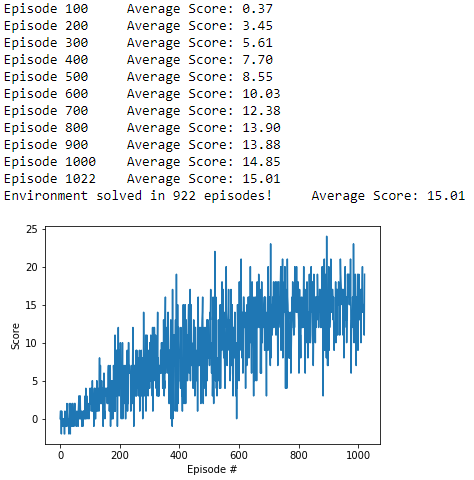 Episode 100 Average Score: 0.37
Episode 200 Average Score: 3.45
Episode 300 Average Score: 5.61
Episode 400 Average Score: 7.70
Episode 500 Average Score: 8.55
Episode 600 Average Score: 10.03
Episode 700 Average Score: 12.38
Episode 800 Average Score: 13.90
Episode 900 Average Score: 13.88
Episode 1000 Average Score: 14.85
Episode 1022 Average Score: 15.01
Environment solved in 922 episodes! Average Score: 15.01
25
20
15
10
5
0
Score
0 200 400 600 800 1000
Episode #